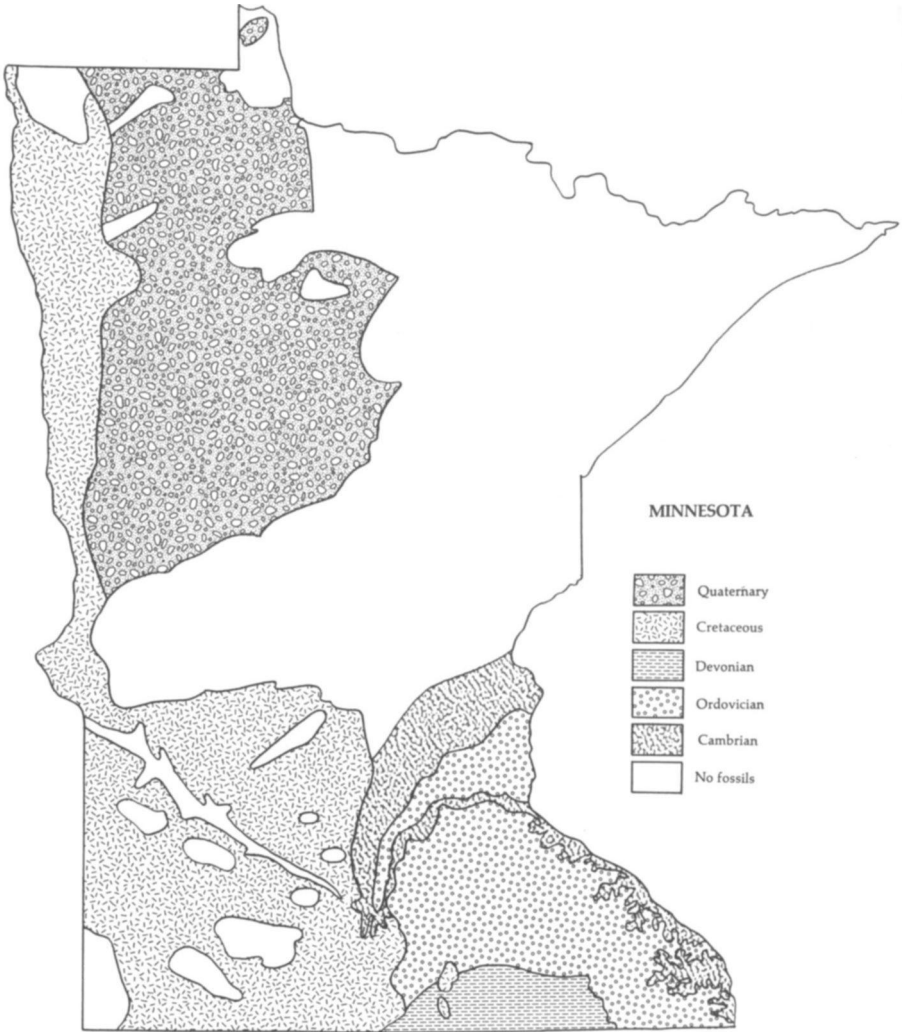 MINNESOTA
Quaternary
Cretaceous
Devonian
Ordovician
Cambrian
No fossils